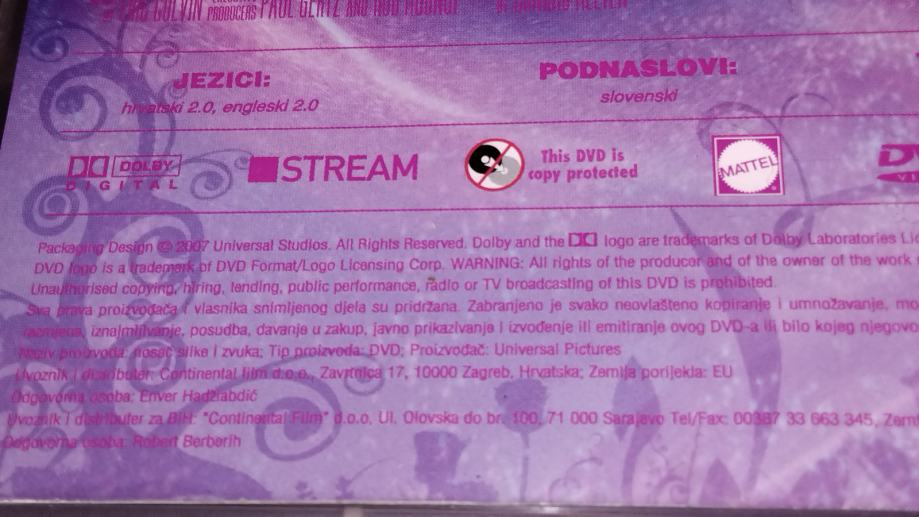 GOLVIN PRODUCERS PAUL GERTZ AND ROB
JEZICI:
hrvatski 2.0, engleski 2.0
PODNASLOVI:
slovenski
DOLBY
DIGITAL
STREAM
This DVD is
copy protected
MATTEL
Packaging Design © 2007 Universal Studios. All Rights Reserved. Dolby and the logo are trademarks of Dolby Laboratories
DVD logo is a trademark of DVD Format/Logo Licensing Corp. WARNING: All rights of the producer and of the owner of the work
Unauthorised copying, hiring, lending, public performance, radio or TV broadcasting of this DVD is prohibited.
Sva prava proizvođača i vlasnika snimljenog djela su pridržana. Zabranjeno je svako neovlašteno kopiranje i umnožavanje,
razmjena, iznajmljivanje, posudba, davanje u zakup, javno prikazivanje i izvođenje ili emitiranje ovog DVD-a ili bilo kojeg
Naziv proizvoda: nosač slike i zvuka; Tip proizvoda: DVD; Proizvođač: Universal Pictures
Uvoznik i distributer: Continental film d.o.o., Zavrtnica 17, 10000 Zagreb, Hrvatska; Zemlja porijekla: EU
Odgovorna osoba: Enver Hadžiabdić
Uvoznik i distributer za BIH: "Continental Film" d.o.o, Ul. Olovska do br. 100, 71 000 Sarajevo Tel/Fax: 00387 33 663 345,
Odgovorna osoba: Robert Berberih